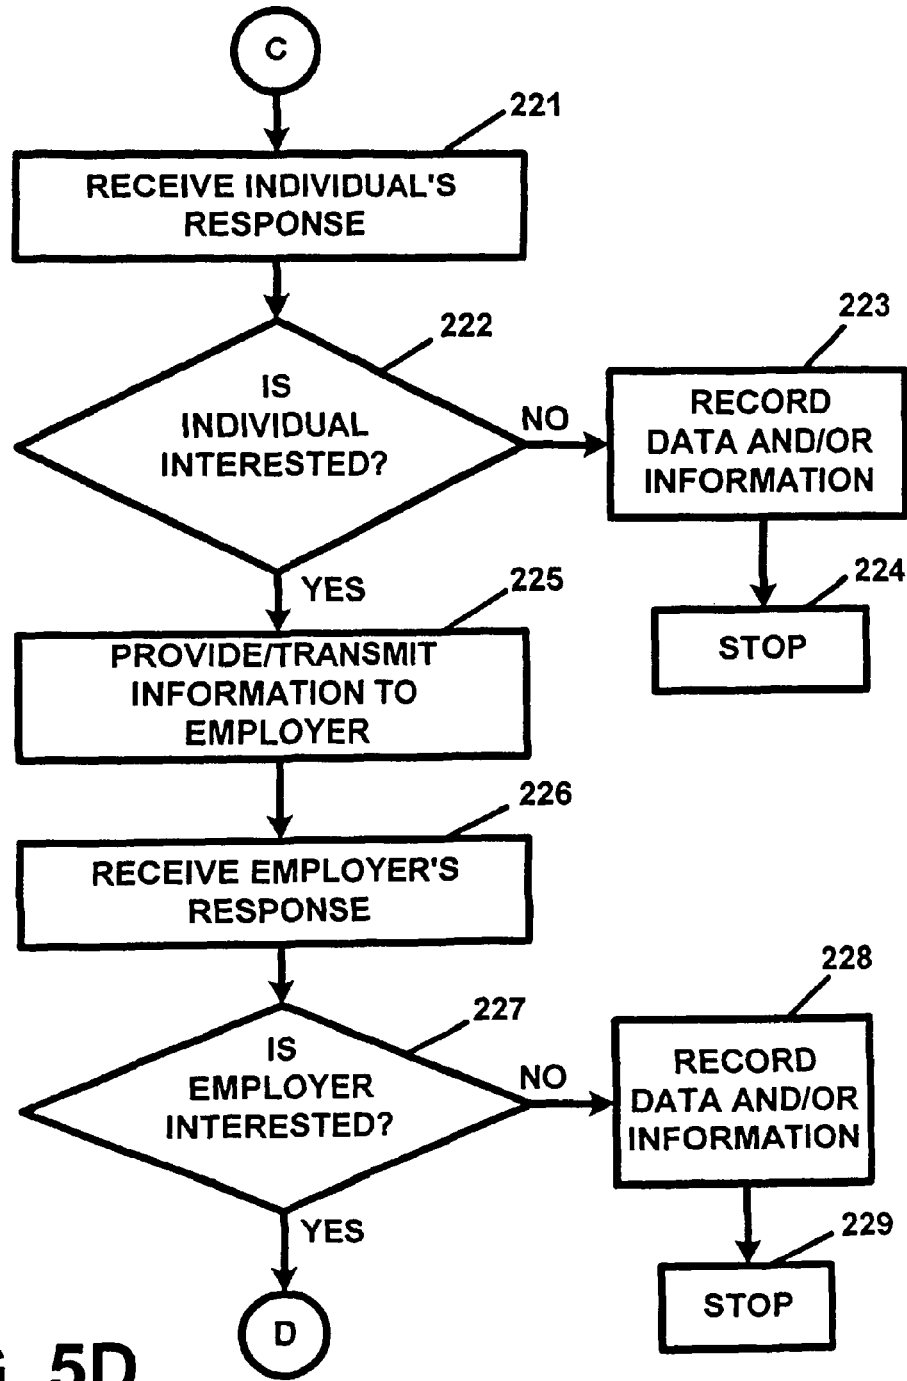 C
221
RECEIVE INDIVIDUAL'S
RESPONSE
222
IS
INDIVIDUAL
INTERESTED?
NO
223
RECORD
DATA AND/OR
INFORMATION
224
STOP
YES
225
PROVIDE/TRANSMIT
INFORMATION TO
EMPLOYER
226
RECEIVE EMPLOYER'S
RESPONSE
227
IS
EMPLOYER
INTERESTED?
NO
228
RECORD
DATA AND/OR
INFORMATION
229
STOP
YES
D
5D